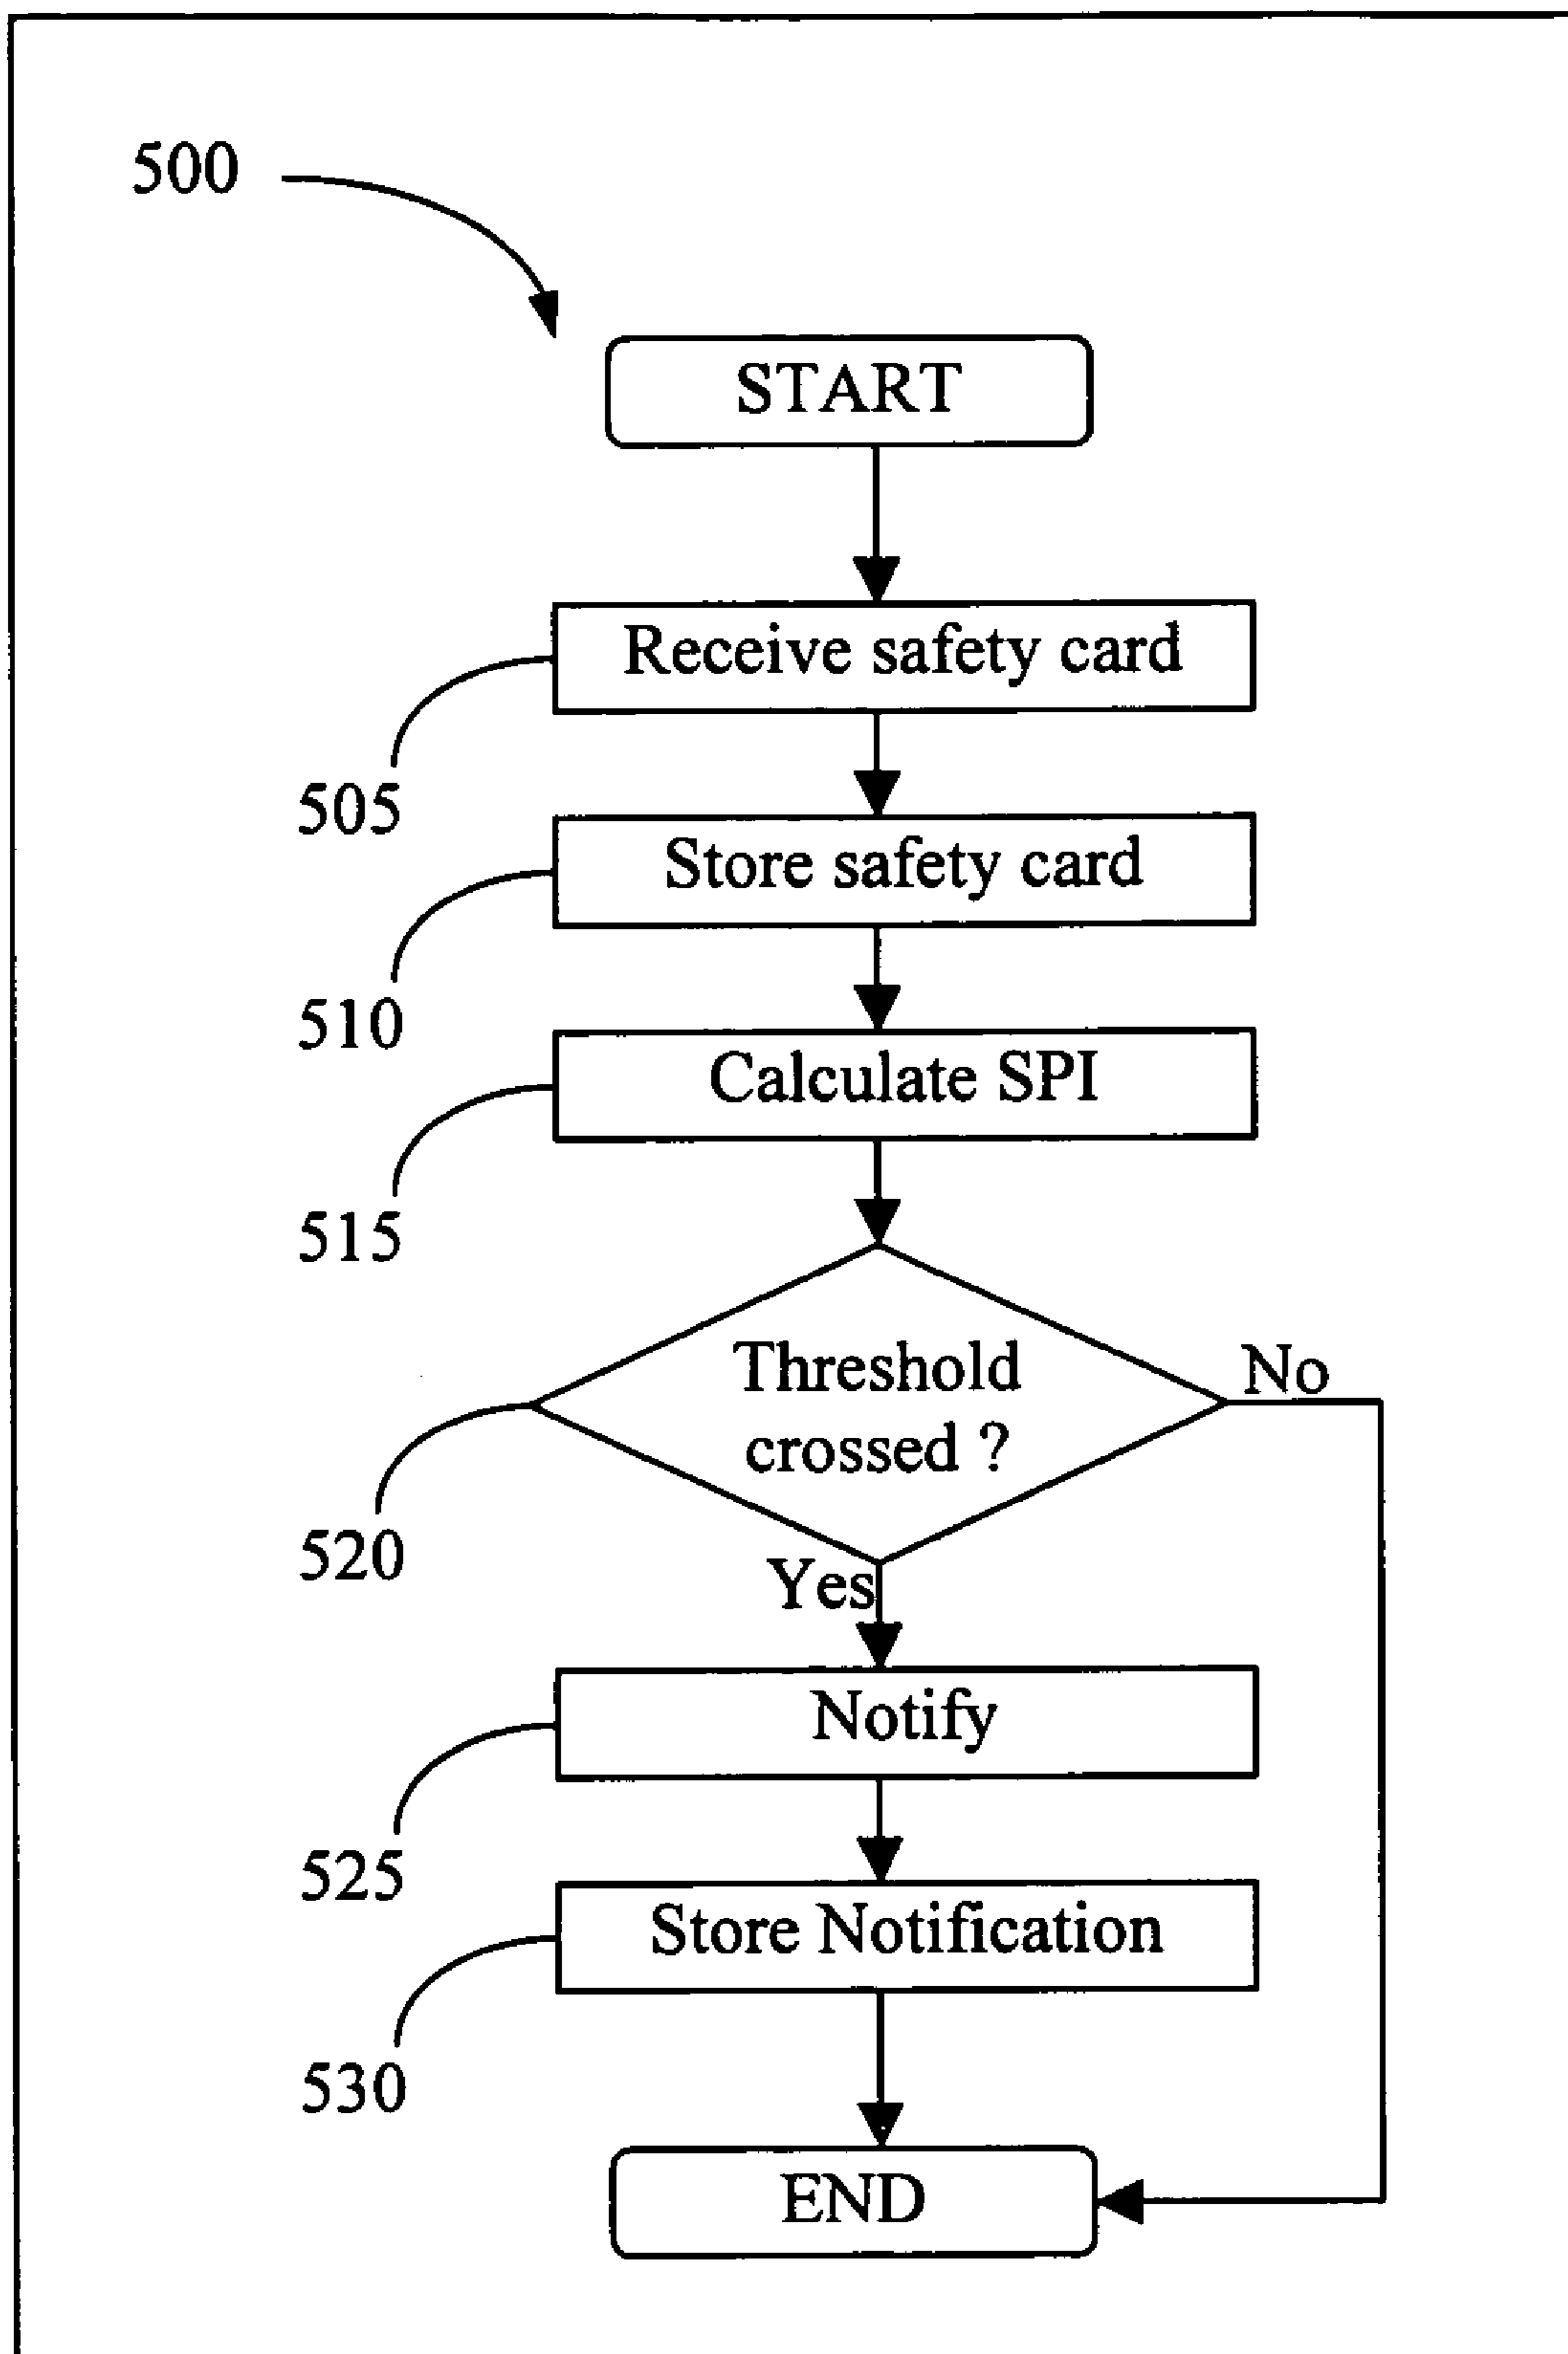 500
START
Receive safety card
505
Store safety card
510
Calculate SPI
515
Threshold
crossed ?
No
520
Yes
Notify
525
Store Notification
530
END